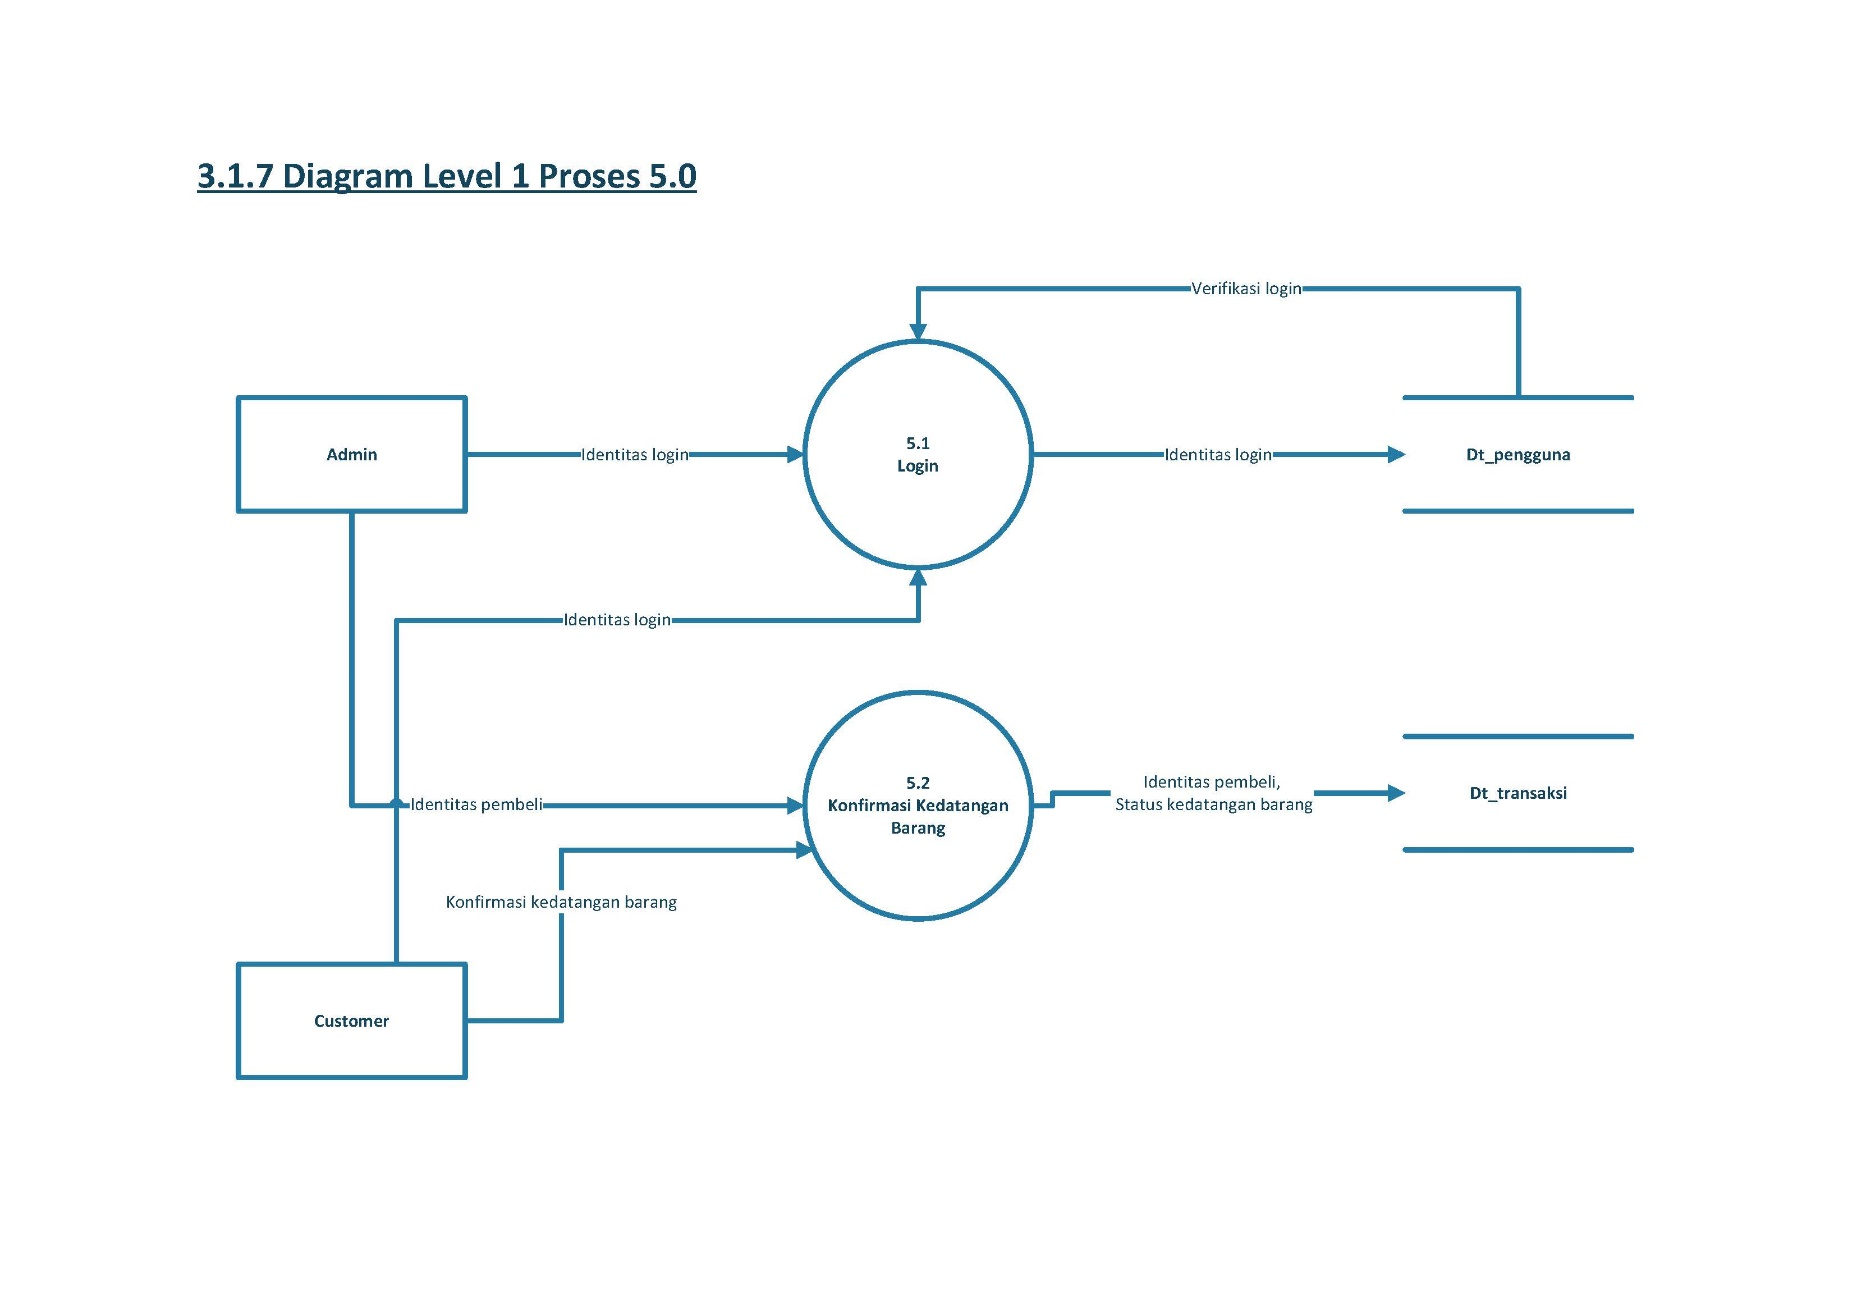 3.1.7 Diagram Level 1 Proses 5.0
Verifikasi login
Admin
Identitas login
5.1
Login
Identitas login
Dt_pengguna
Identitas login
Identitas pembeli
5.2
Konfirmasi Kedatangan
Barang
Identitas pembeli,
Status kedatangan barang
Dt_transaksi
Konfirmasi kedatangan barang
Customer